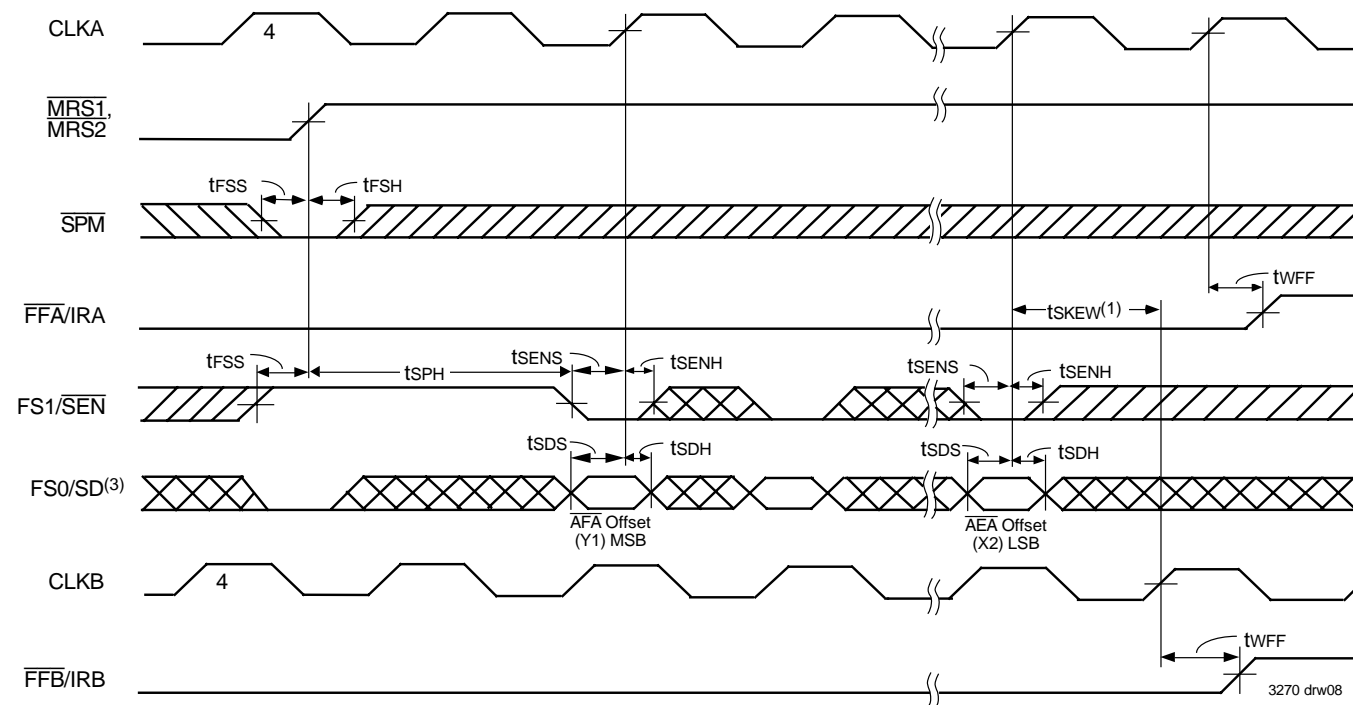 CLKA
4
MRS1,
MRS2
tFSS
tFSH
SPM
tWFF
FFA/IRA
tSKEW(1)
tFSS
tSPH
tSENS
tSENH
tSENS
tSENH
FS1/SEN
tSDS
tSDH
tSDS
tSDH
FS0/SD(3)
AFA Offset
(Y1) MSB
AEA Offset
(X2) LSB
CLKB
4
tWFF
FFB/IRB
3270 drw08